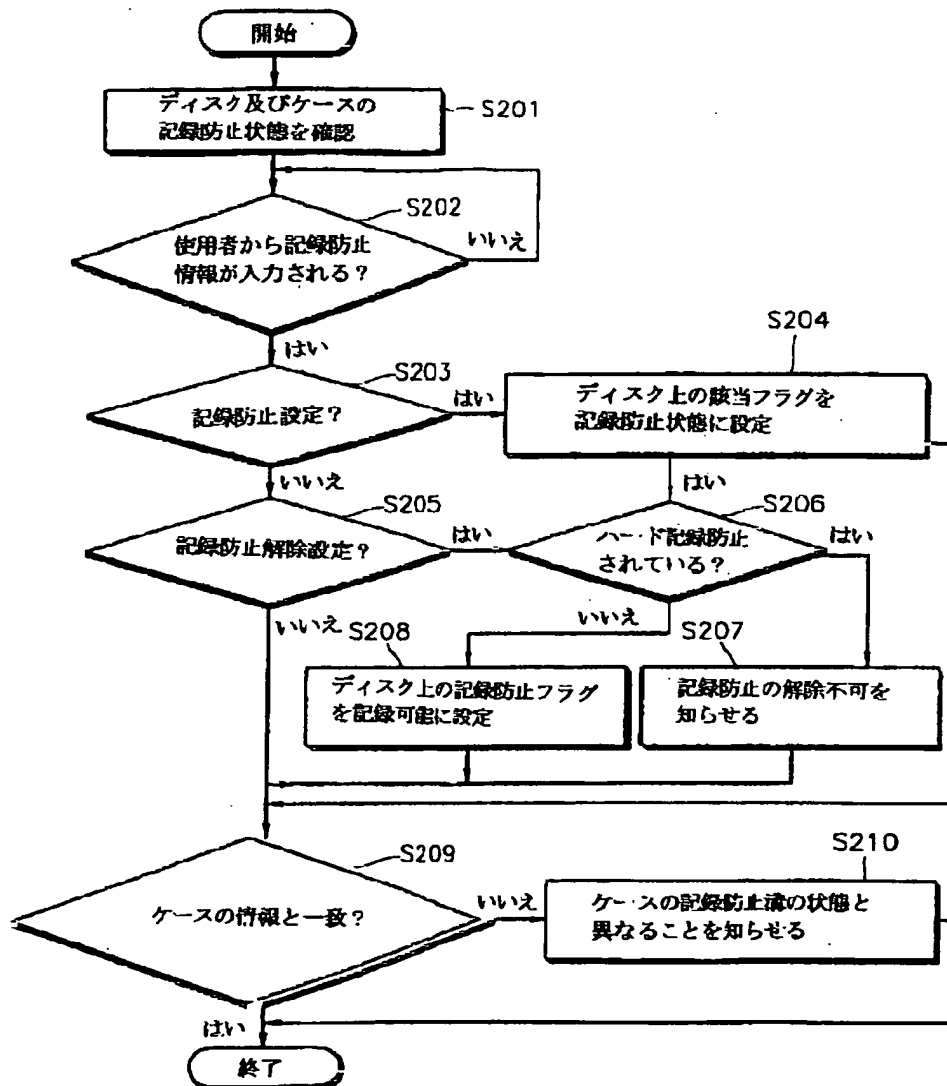 開始
ディスク及びケースの
記録防止状態を確認
S201
S202
使用者から記録防止
情報が入力される？
いいえ
はい
S203
記録防止設定？
はい
S204
ディスク上の該当フラグを
記録防止状態に設定
いいえ
はい
S205
記録防止解除設定？
はい
S206
ハード記録防止
されている？
はい
いいえ
いいえ
S208
ディスク上の記録防止フラグ
を記録可能に設定
S207
記録防止の解除不可を
知らせる
S209
ケースの情報と一致？
いいえ
S210
ケースの記録防止溝の状態と
異なることを知らせる
はい
終了